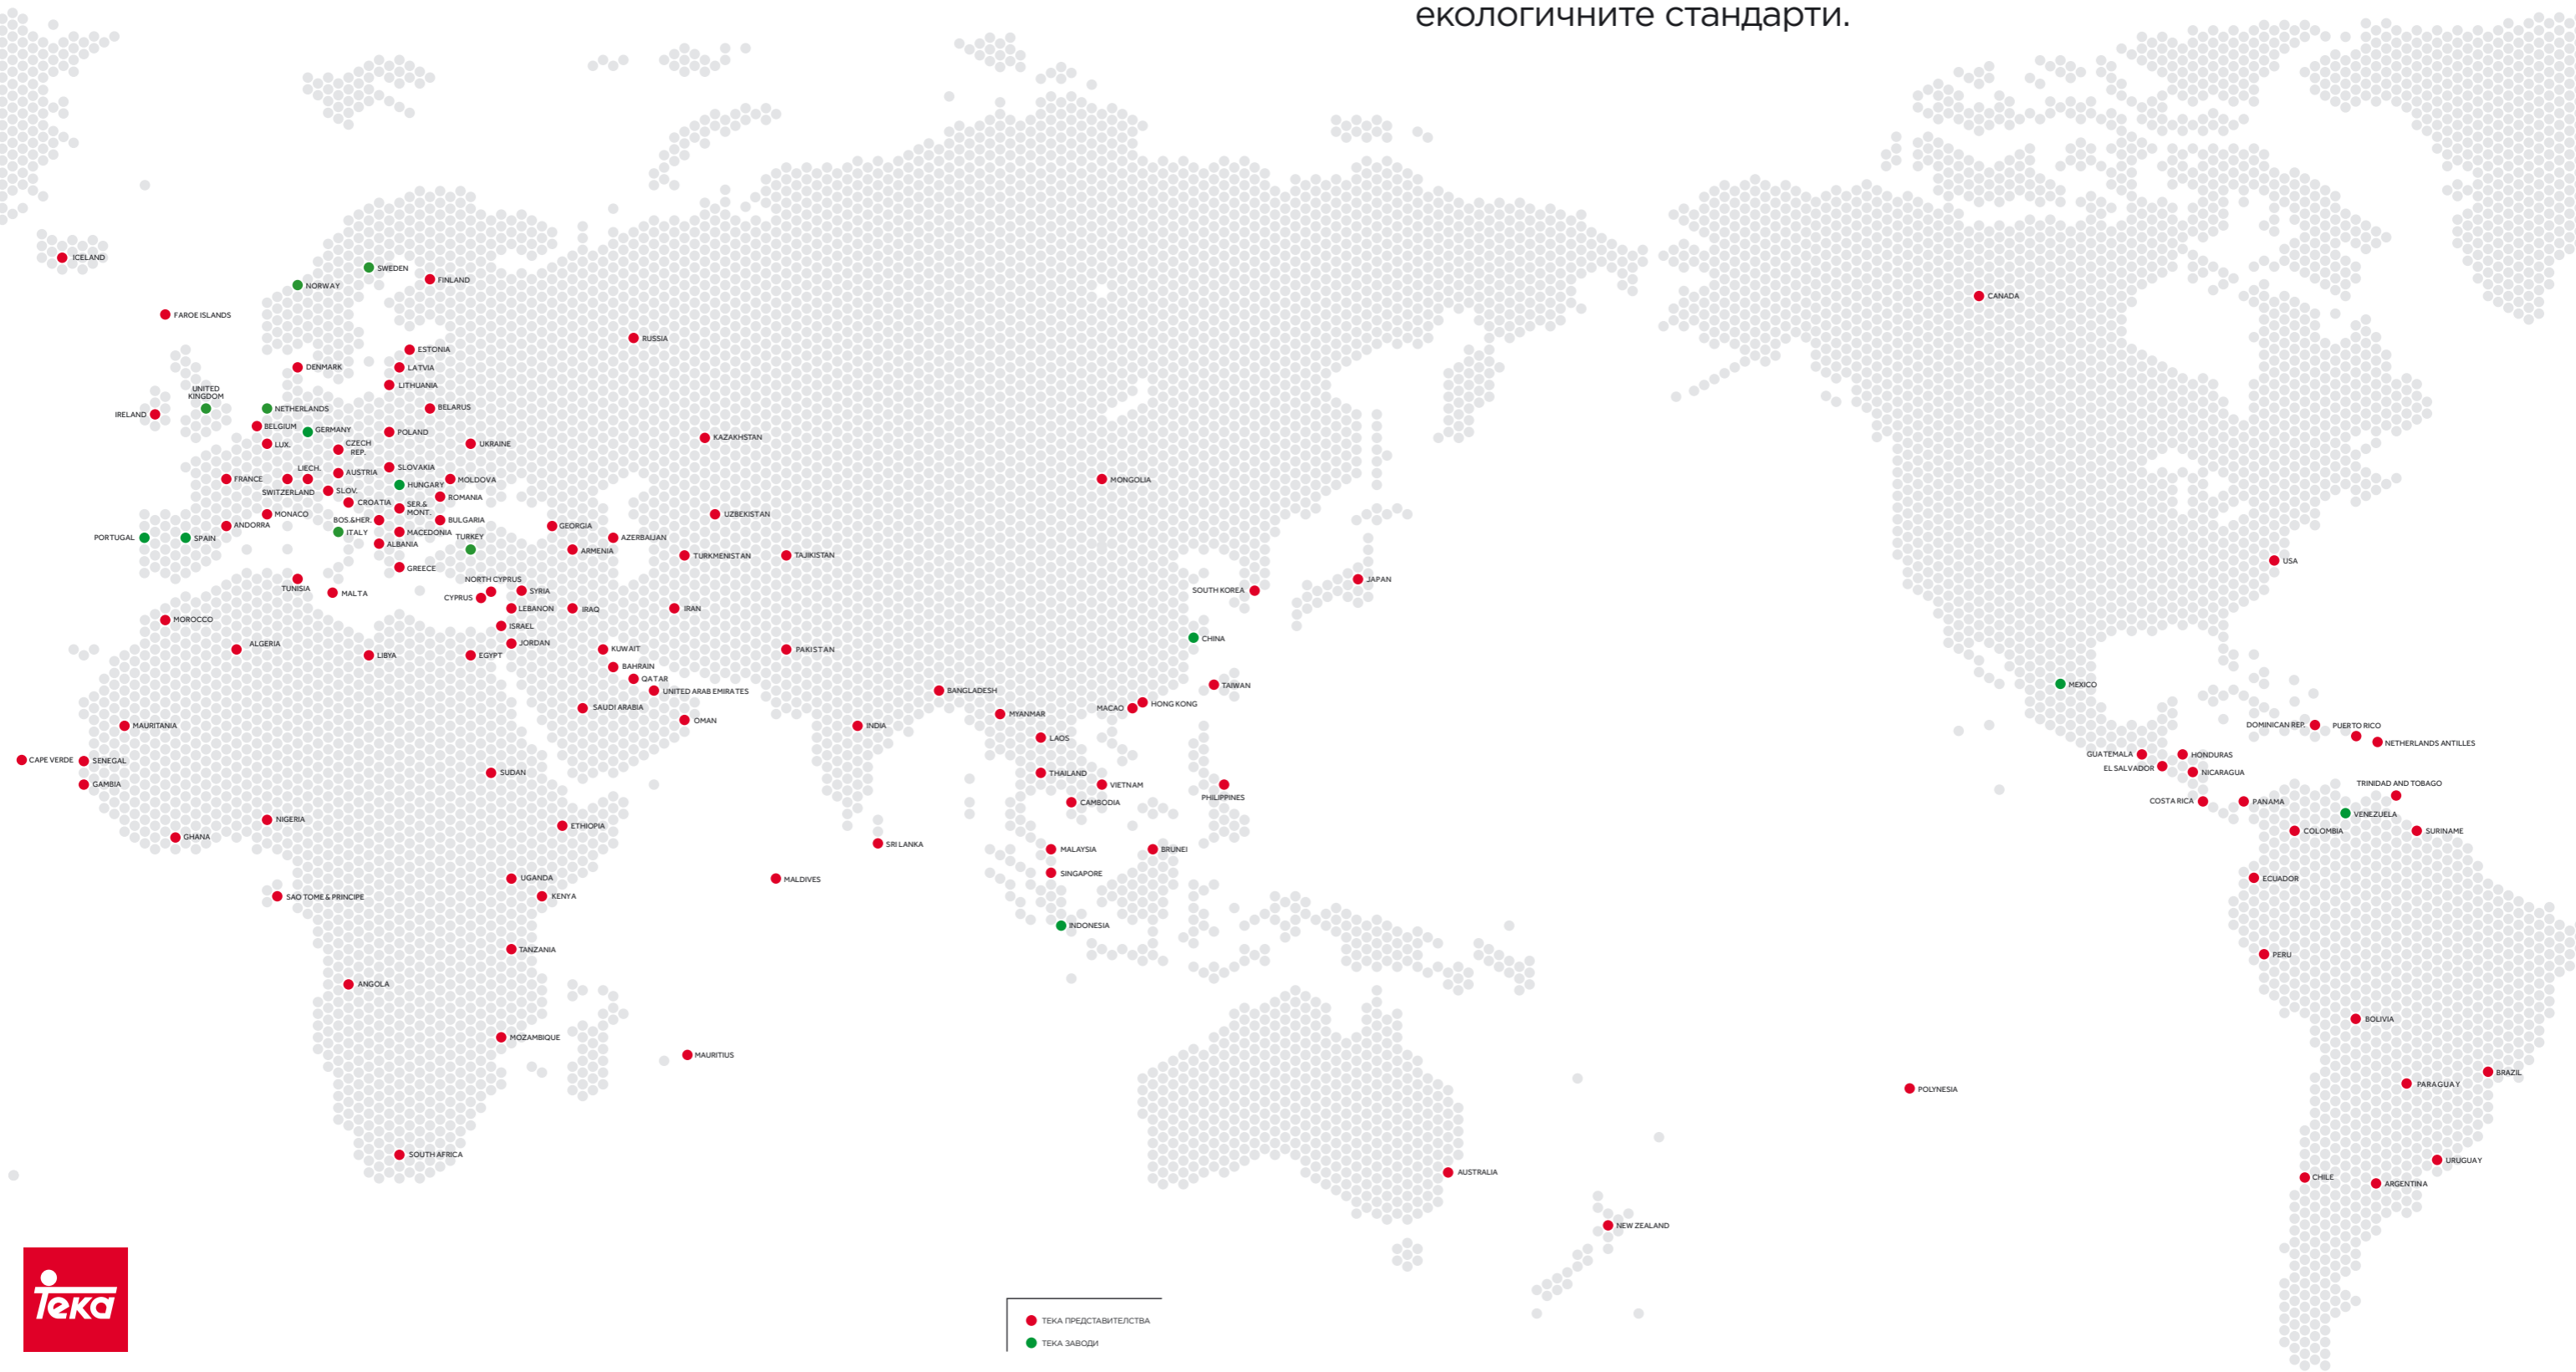 екологичните стандарти.
ICELAND
SWEDEN
FINLAND
NORWAY
CANADA
FAROE ISLANDS
RUSSIA
ESTONIA
DENMARK
LATVIA
LITHUANIA
UNITED
KINGDOM
NETHERLANDS
BELARUS
IRELAND
BELGIUM
GERMANY
POLAND
KAZAKHSTAN
LUX.
CZECH
REP.
UKRAINE
LIECH.
AUSTRIA
SLOVAKIA
FRANCE
SWITZERLAND
SLOV.
HUNGARY
MOLDOVA
MONGOLIA
CROATIA
ROMANIA
SER.&
MONT.
MONACO
BOS.&HER.
BULGARIA
UZBEKISTAN
ANDORRA
GEORGIA
PORTUGAL
SPAIN
ITALY
MACEDONIA
TURKEY
AZERBAIJAN
ALBANIA
ARMENIA
TURKMENISTAN
TAJIKISTAN
USA
GREECE
NORTH CYPRUS
JAPAN
TUNISIA
MALTA
CYPRUS
SYRIA
SOUTH KOREA
LEBANON
IRAQ
IRAN
MOROCCO
ISRAEL
CHINA
ALGERIA
JORDAN
LIBYA
EGYPT
KUWAIT
PAKISTAN
BAHRAIN
QATAR
TAIWAN
MEXICO
UNITED ARAB EMIRATES
BANGLADESH
SAUDI ARABIA
MACAO
HONG KONG
OMAN
MYANMAR
MAURITANIA
INDIA
DOMINICAN REP.
PUERTO RICO
LAOS
NETHERLANDS ANTILLES
CAPE VERDE
SENEGAL
GUATEMALA
HONDURAS
EL SALVADOR
NICARAGUA
SUDAN
THAILAND
GAMBIA
VIETNAM
TRINIDAD AND TOBAGO
PHILIPPINES
CAMBODIA
COSTA RICA
PANAMA
VENEZUELA
NIGERIA
ETHIOPIA
COLOMBIA
SURINAME
GHANA
SRI LANKA
MALAYSIA
BRUNEI
SINGAPORE
UGANDA
MALDIVES
ECUADOR
SAO TOME & PRINCIPE
KENYA
INDONESIA
TANZANIA
PERU
ANGOLA
BOLIVIA
MOZAMBIQUE
MAURITIUS
BRAZIL
POLYNESIA
PARAGUAY
SOUTH AFRICA
URUGUAY
AUSTRALIA
CHILE
ARGENTINA
NEW ZEALAND
Teka
ТЕКА ПРЕДСТАВИТЕЛСТВА
ТЕКА ЗАВОДИ